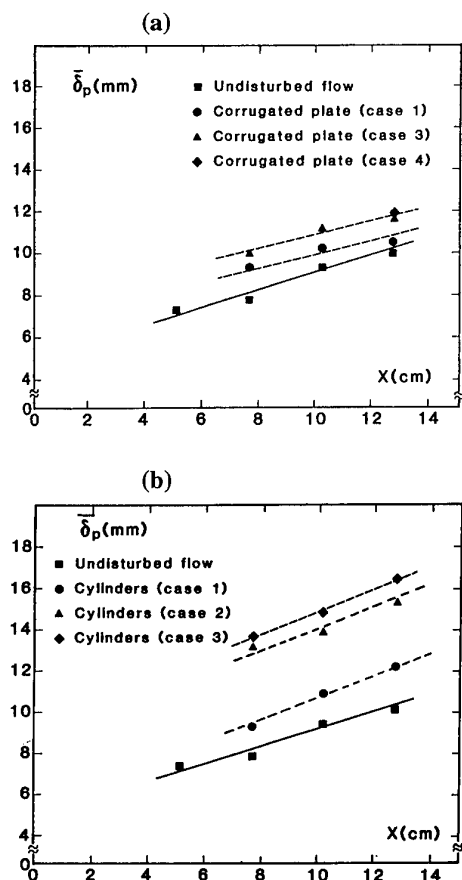 (a)
18
δ̄p(mm)
Undisturbed flow
Corrugated plate (case 1)
16
Corrugated plate (case 3)
Corrugated plate (case 4)
14
12
10
8
6
4
X(cm)
0
0 2 4 6 8 10 12 14
(b)
δ̄p(mm)
18
Undisturbed flow
Cylinders (case 1)
16
Cylinders (case 2)
Cylinders (case 3)
14
12
10
8
6
4
X(cm)
0
0 2 4 6 8 10 12 14